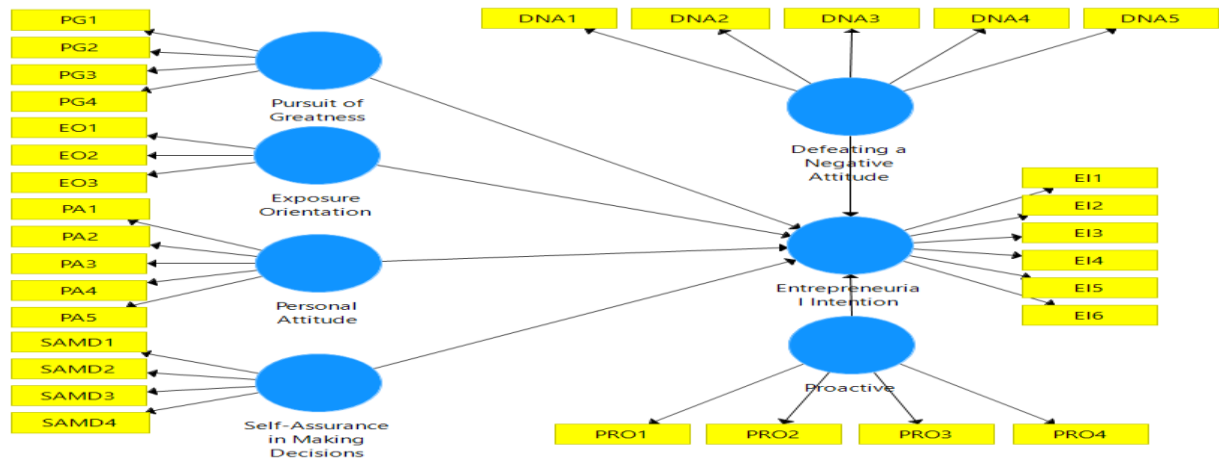 PG1
PG2
PG3
PG4
Pursuit of
Greatness
EO1
EO2
EO3
Exposure
Orientation
PA1
PA2
PA3
PA4
PA5
Personal
Attitude
SAMD1
SAMD2
SAMD3
SAMD4
Self-Assurance
in Making
Decisions
DNA1
DNA2
DNA3
DNA4
DNA5
Defeating a
Negative
Attitude
EI1
EI2
EI3
EI4
EI5
EI6
Entrepreneuria
l Intention
Proactive
PRO1
PRO2
PRO3
PRO4